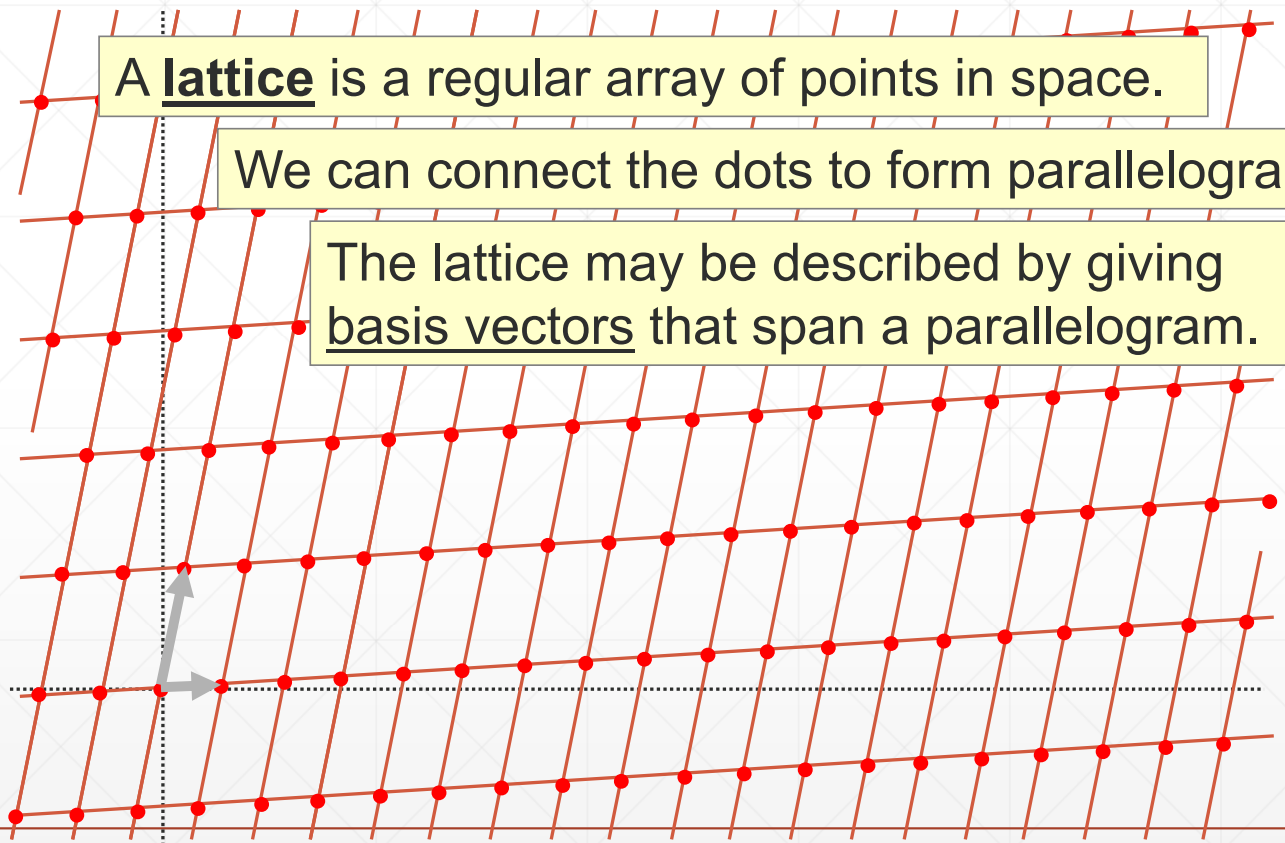 A lattice is a regular array of points in space.
We can connect the dots to form
The lattice may be described by giving
basis vectors that span a parallelogram.